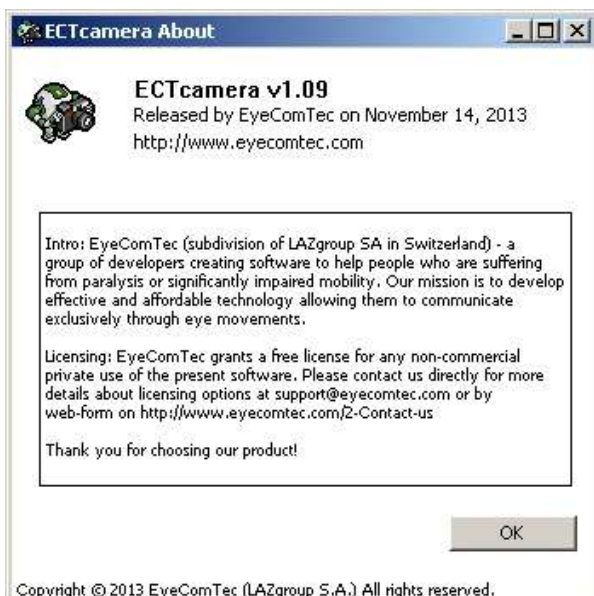 ECTcamera About
ECTcamera v1.09
Released by EyeComTec on November 14, 2013
http://www.eyecomtec.com
Intro: EyeComTec (subdivision of LAZgroup SA in Switzerland) - a
group of developers creating software to help people who are suffering
from paralysis or significantly impaired mobility. Our mission is to develop
effective and affordable technology allowing them to communicate
exclusively through eye movements.
Licensing: EyeComTec grants a free license for any non-commercial
private use of the present software. Please contact us directly for more
details about licensing options at support@eyecomtec.com or by
web-form on http://www.eyecomtec.com/2-Contact-us
Thank you for choosing our product!
OK
Copyright © 2013 EyeComTec (LAZgroup S.A.) All rights reserved.